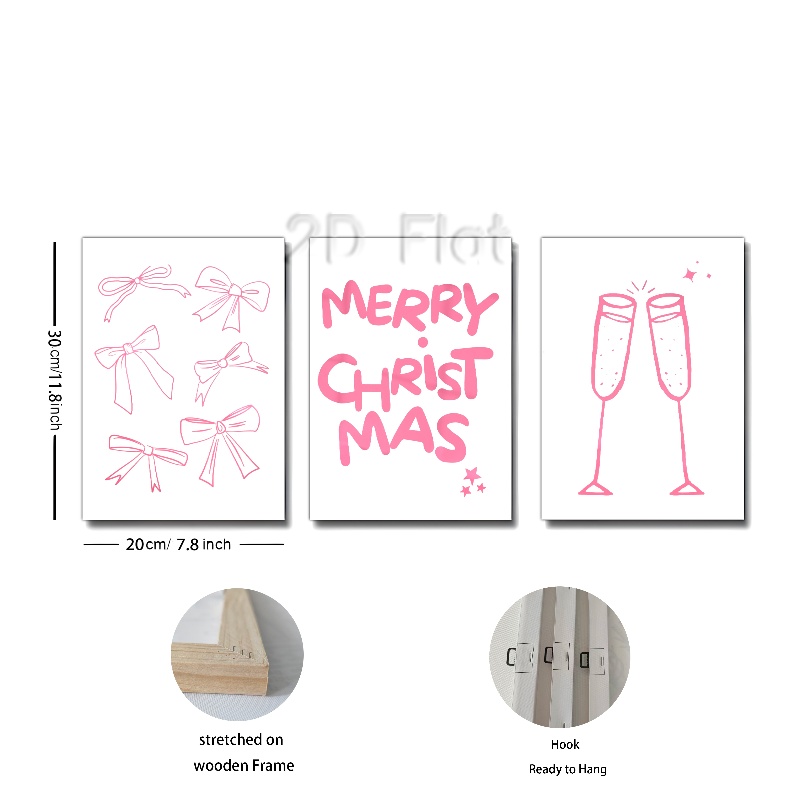 2D Flat
MERRY
CHRiST
MAS
30cm/11.8inch
20cm/ 7.8 inch
stretched on
wooden Frame
Hook
Ready to Hang